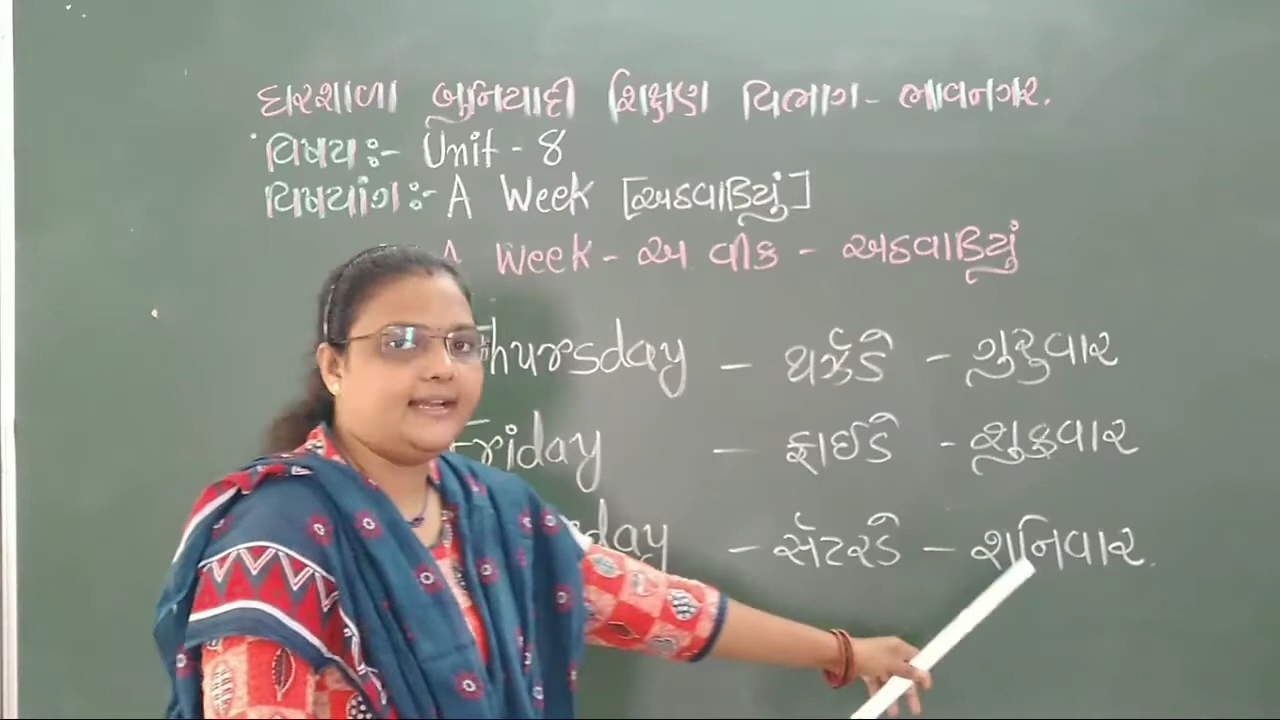 ઘરશાળા બુનિયાદી શિક્ષણ વિભાગ - ભાવનગર.
વિષય :- Unit - 8
વિષયાંગ :- A Week [અઠવાડિયું]
A Week - અ વીક - અઠવાડિયું
Thursday - થર્ઝડે - ગુરુવાર
Friday - ફ્રાઈડે - શુક્રવાર
day - સૅટરડે - શનિવાર.